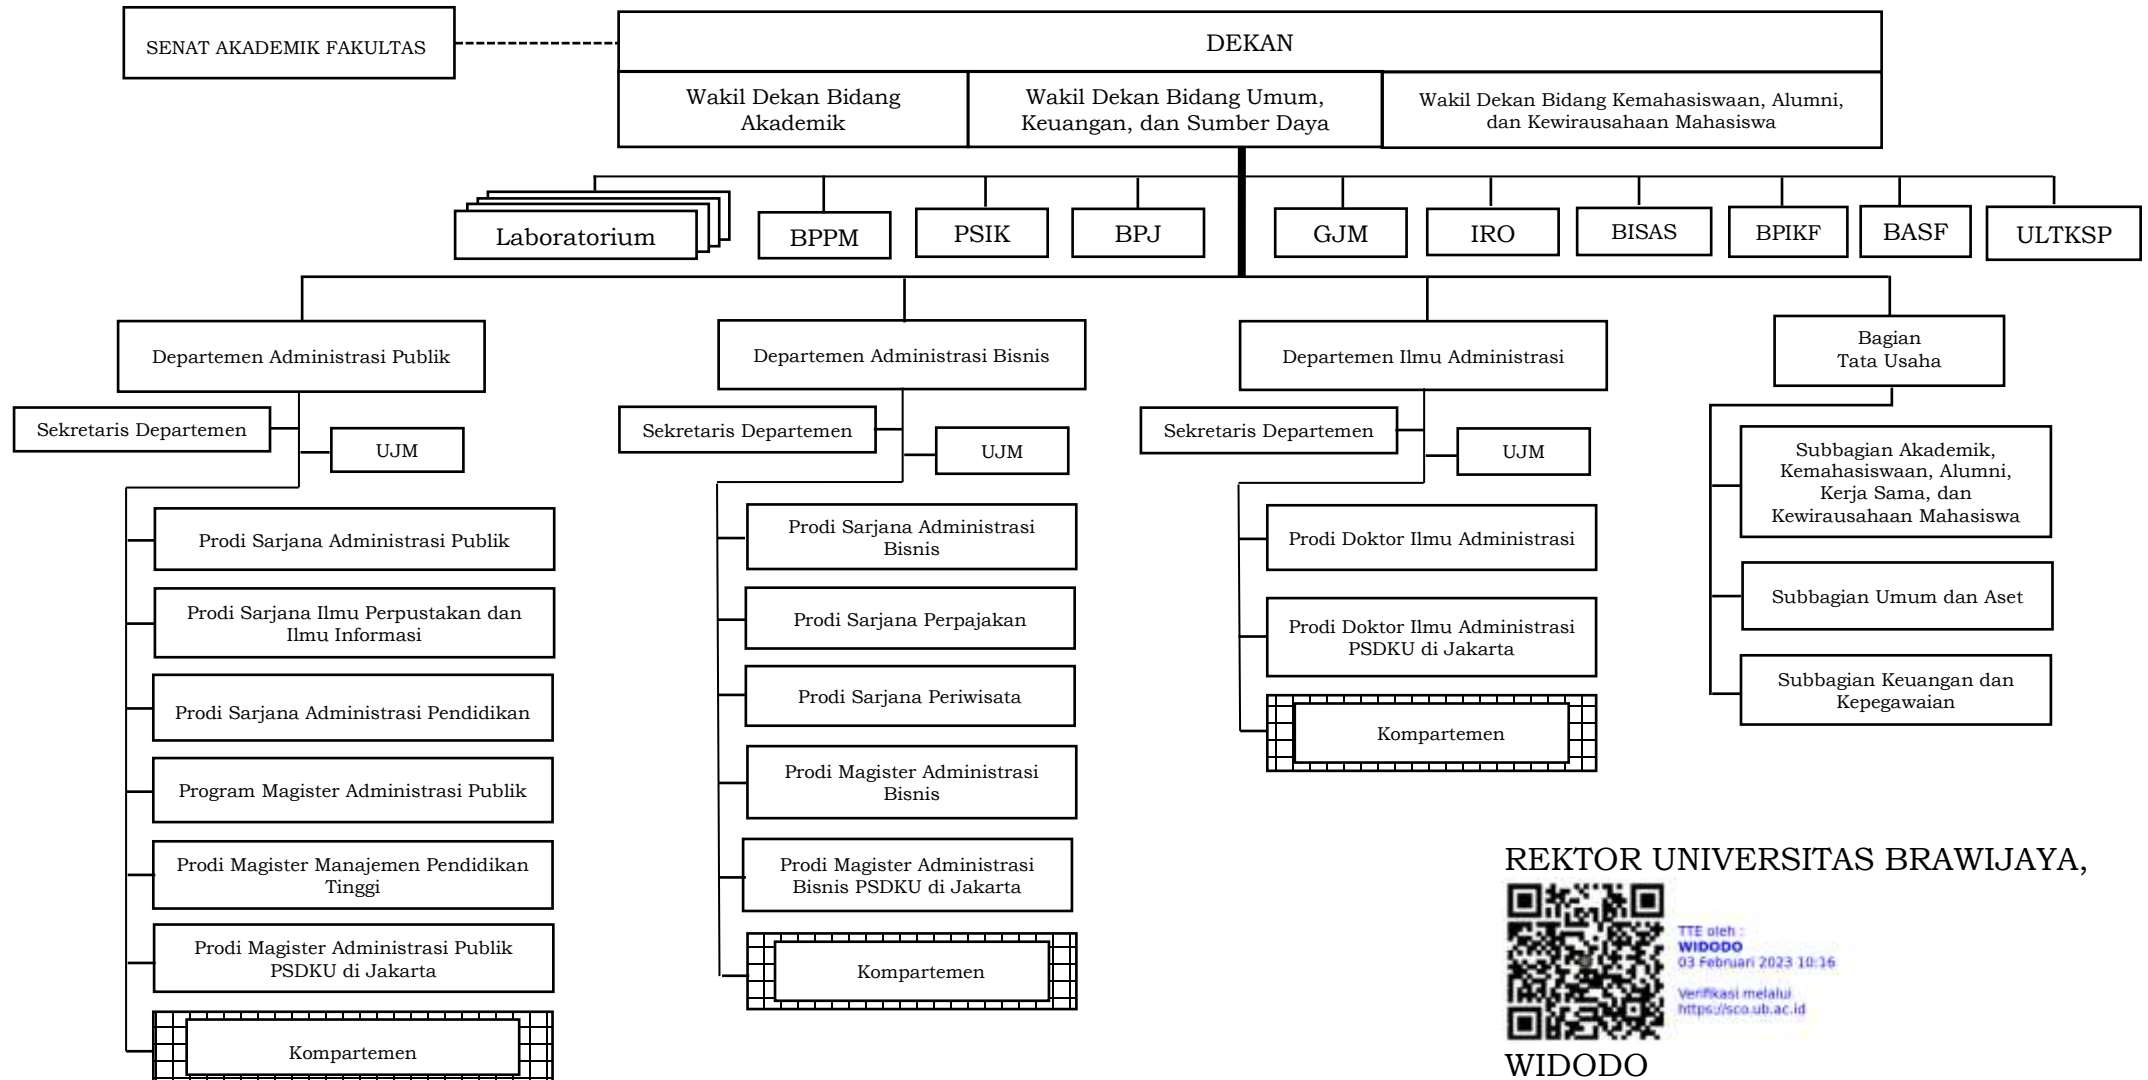 SENAT AKADEMIK FAKULTAS
DEKAN
Wakil Dekan Bidang
Akademik
Wakil Dekan Bidang Umum,
Keuangan, dan Sumber Daya
Wakil Dekan Bidang Kemahasiswaan, Alumni,
dan Kewirausahaan Mahasiswa
Laboratorium
BPPM
PSIK
BPJ
GJM
IRO
BISAS
BPIKF
BASF
ULTKSP
Departemen Administrasi Publik
Sekretaris Departemen
UJM
Prodi Sarjana Administrasi Publik
Prodi Sarjana Ilmu Perpustakan dan
Ilmu Informasi
Prodi Sarjana Administrasi Pendidikan
Program Magister Administrasi Publik
Prodi Magister Manajemen Pendidikan
Tinggi
Prodi Magister Administrasi Publik
PSDKU di Jakarta
Kompartemen
Departemen Administrasi Bisnis
Sekretaris Departemen
UJM
Prodi Sarjana Administrasi
Bisnis
Prodi Sarjana Perpajakan
Prodi Sarjana Periwisata
Prodi Magister Administrasi
Bisnis
Prodi Magister Administrasi
Bisnis PSDKU di Jakarta
Kompartemen
Departemen Ilmu Administrasi
Sekretaris Departemen
UJM
Prodi Doktor Ilmu Administrasi
Prodi Doktor Ilmu Administrasi
PSDKU di Jakarta
Kompartemen
Bagian
Tata Usaha
Subbagian Akademik,
Kemahasiswaan, Alumni,
Kerja Sama, dan
Kewirausahaan Mahasiswa
Subbagian Umum dan Aset
Subbagian Keuangan dan
Kepegawaian
REKTOR UNIVERSITAS BRAWIJAYA,
TTE oleh :
WIDODO
03 Februari 2023 10:16
Verifikasi melalui
https://sco.ub.ac.id
WIDODO